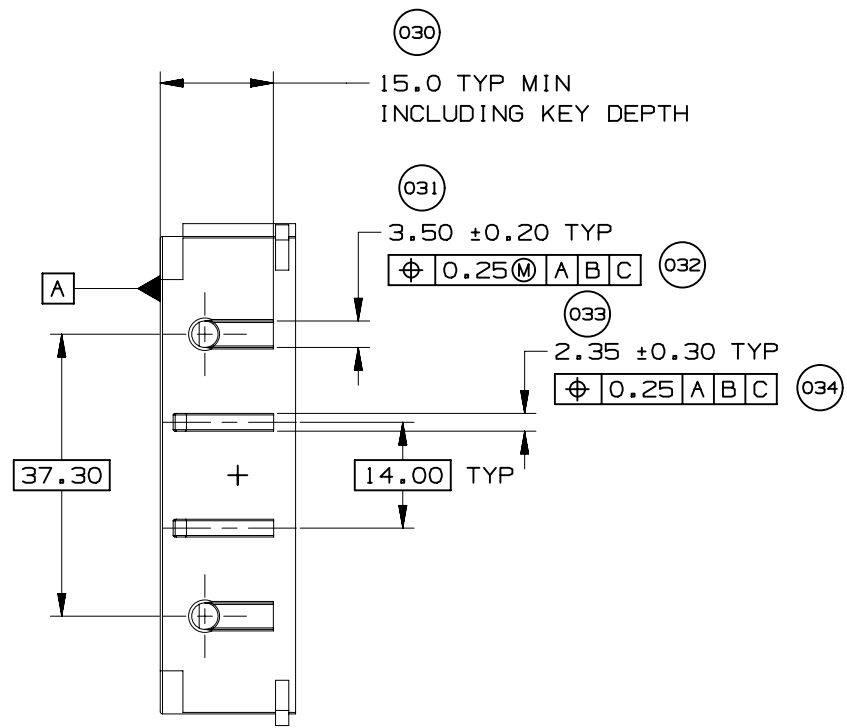 030
15.0 TYP MIN
INCLUDING KEY DEPTH
031
3.50 ±0.20 TYP
⌖ 0.25 Ⓜ A B C 032
A
033
2.35 ±0.30 TYP
⌖ 0.25 A B C 034
37.30
14.00 TYP